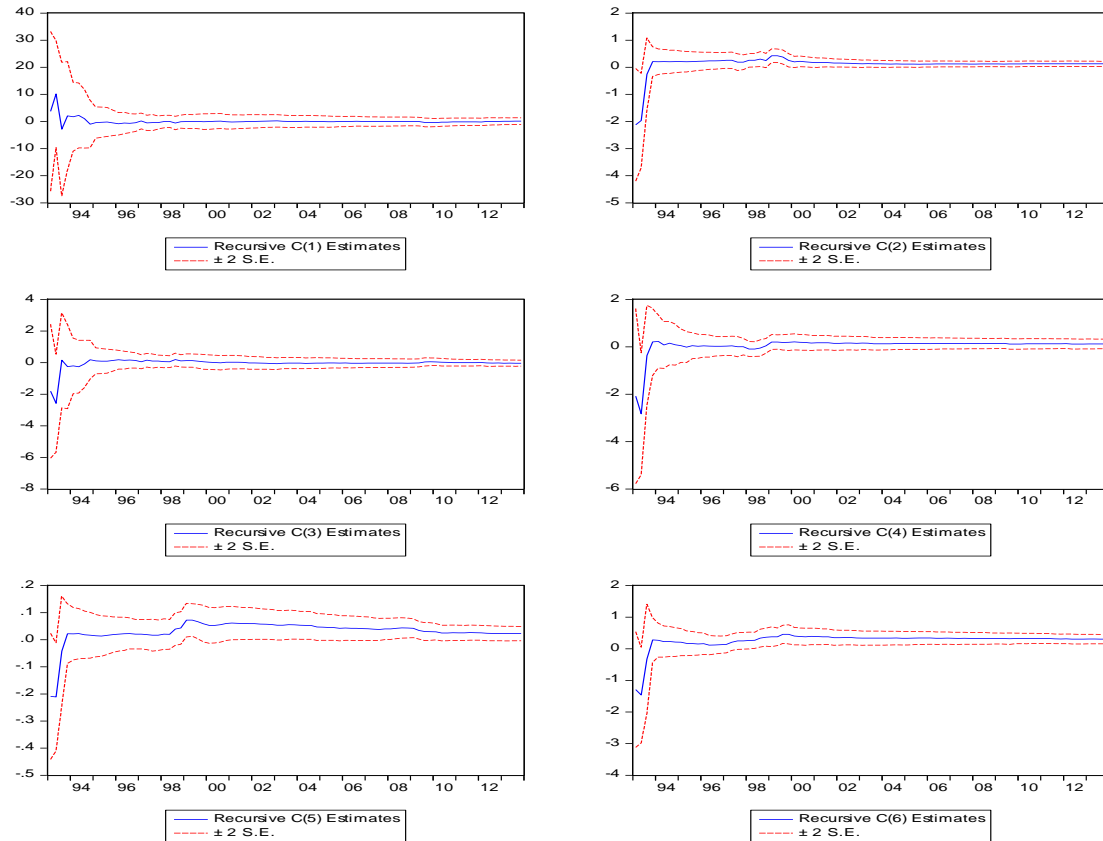 40
30
20
10
0
-10
-20
-30
94 96 98 00 02 04 06 08 10 12
Recursive C(1) Estimates
± 2 S.E.
2
1
0
-1
-2
-3
-4
-5
94 96 98 00 02 04 06 08 10 12
Recursive C(2) Estimates
± 2 S.E.
4
2
0
-2
-4
-6
-8
94 96 98 00 02 04 06 08 10 12
Recursive C(3) Estimates
± 2 S.E.
2
0
-2
-4
-6
94 96 98 00 02 04 06 08 10 12
Recursive C(4) Estimates
± 2 S.E.
.2
.1
.0
-.1
-.2
-.3
-.4
-.5
94 96 98 00 02 04 06 08 10 12
Recursive C(5) Estimates
± 2 S.E.
2
1
0
-1
-2
-3
-4
94 96 98 00 02 04 06 08 10 12
Recursive C(6) Estimates
± 2 S.E.